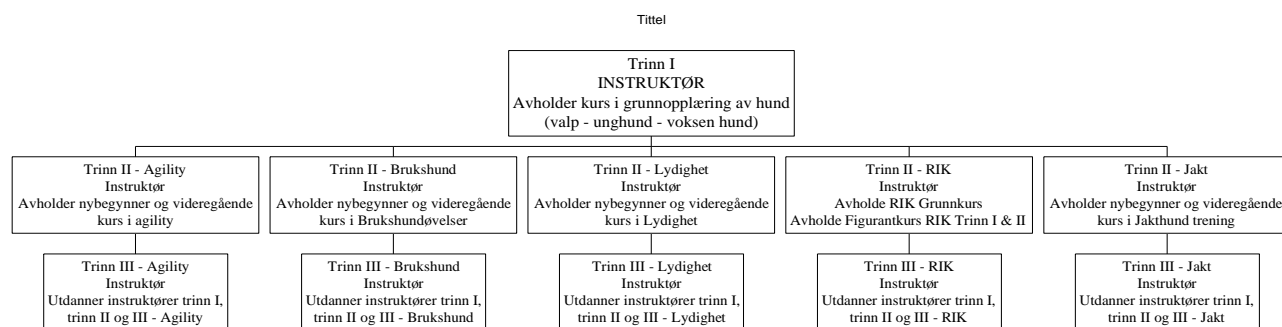 Tittel
Trinn I
INSTRUKTØR
Avholder kurs i grunnopplæring av hund
(valp - unghund - voksen hund)
Trinn II - Agility
Instruktør
Avholder nybegynner og videregående
kurs i agility
Trinn II - Brukshund
Instruktør
Avholder nybegynner og videregående
kurs i Brukshundøvelser
Trinn II - Lydighet
Instruktør
Avholder nybegynner og videregående
kurs i Lydighet
Trinn II - RIK
Instruktør
Avholde RIK Grunnkurs
Avholde Figurantkurs RIK Trinn I & II
Trinn II - Jakt
Instruktør
Avholder nybegynner og videregående
kurs i Jakthund trening
Trinn III - Agility
Instruktør
Utdanner instruktører trinn I,
trinn II og III - Agility
Trinn III - Brukshund
Instruktør
Utdanner instruktører trinn I,
trinn II og III - Brukshund
Trinn III - Lydighet
Instruktør
Utdanner instruktører trinn I,
trinn II og III - Lydighet
Trinn III - RIK
Instruktør
Utdanner instruktører trinn I,
trinn II og III - RIK
Trinn III - Jakt
Instruktør
Utdanner instruktører trinn I,
trinn II og III - Jakt